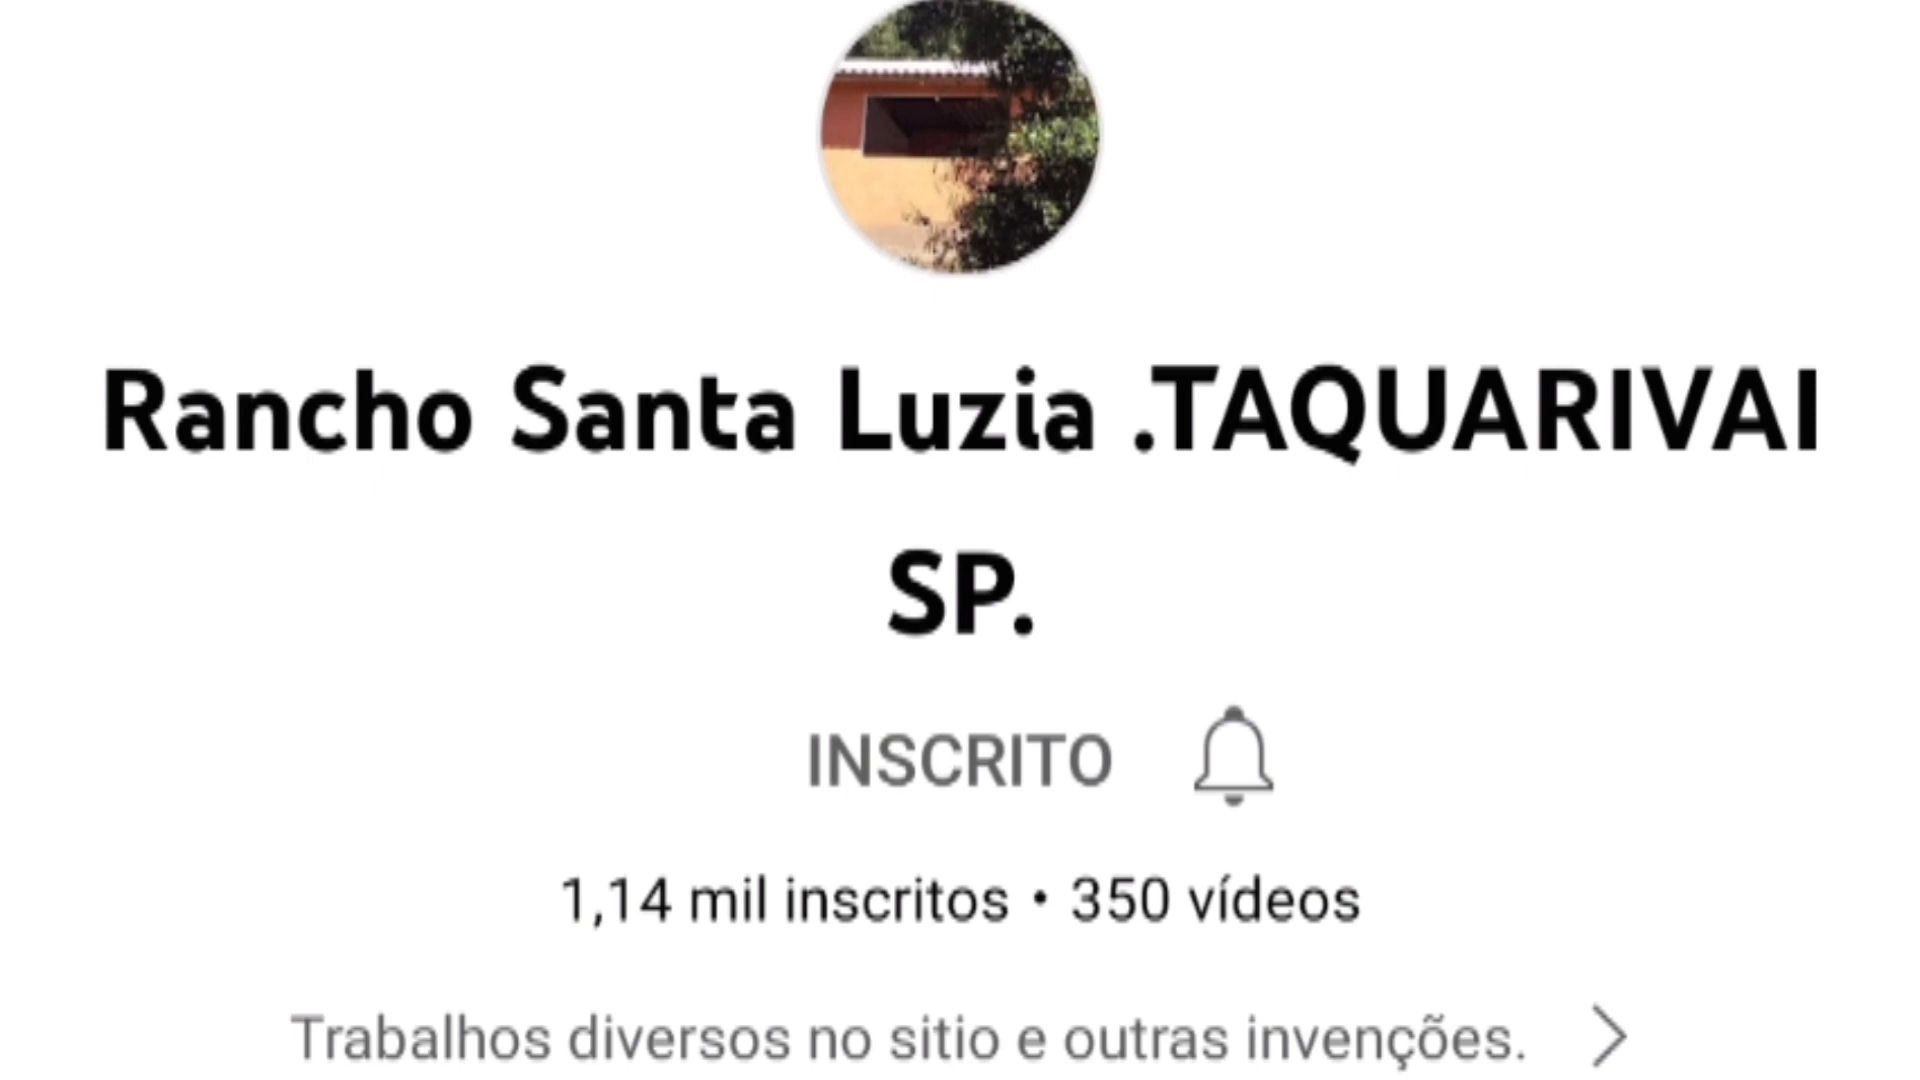 Rancho Santa Luzia .TAQUARIVAI
SP.
INSCRITO
1,14 mil inscritos • 350 vídeos
Trabalhos diversos no sitio e outras invenções.